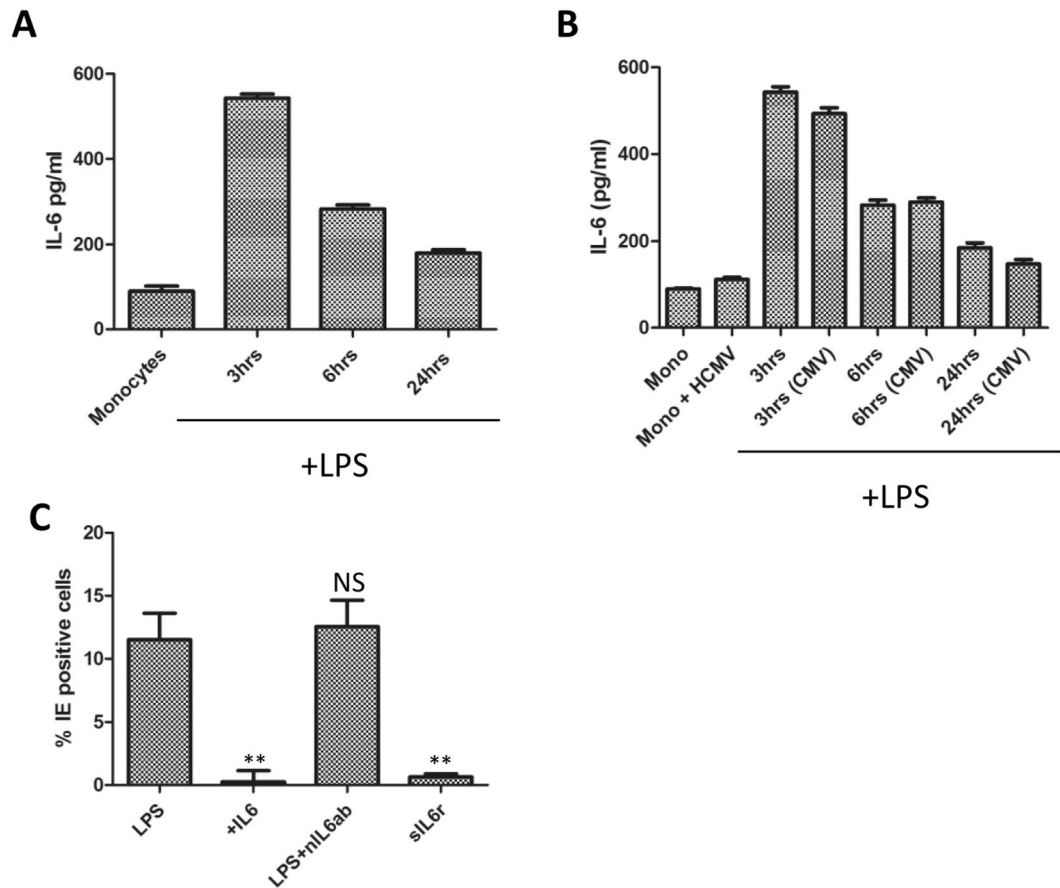 A
IL-6 pg/ml
600
400
200
0
Monocytes
3hrs
6hrs
24hrs
+LPS
B
IL-6 (pg/ml)
600
400
200
0
Mono
Mono + HCMV
3hrs
3hrs (CMV)
6hrs
6hrs (CMV)
24hrs
24hrs (CMV)
+LPS
C
% IE positive cells
20
15
10
5
0
**
NS
**
LPS
+IL6
LPS+nIL6ab
sIL6r